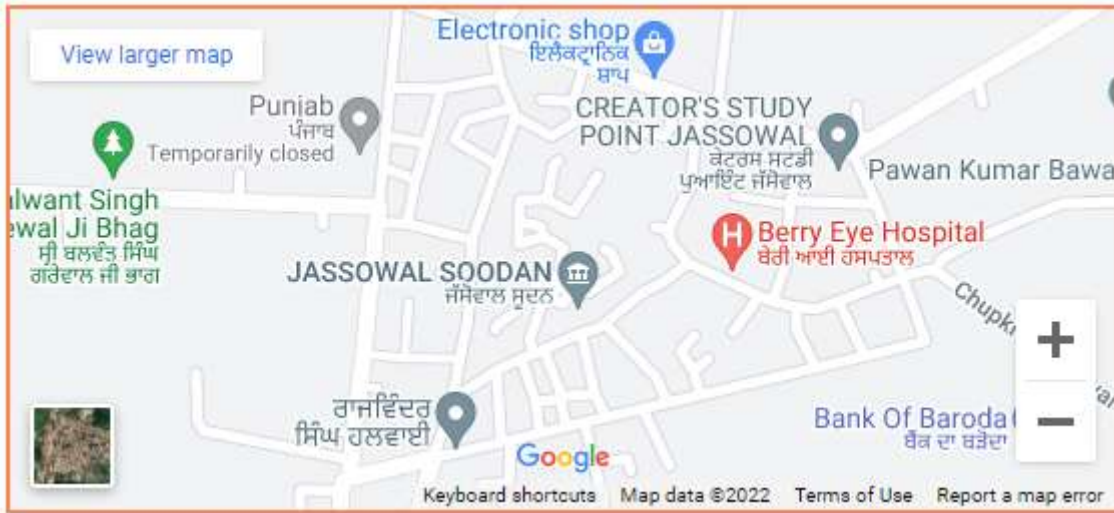 View larger map
Electronic shop
ਇਲੈਕਟ੍ਰਾਨਿਕ
ਸ਼ਾਪ
Punjab
ਪੰਜਾਬ
Temporarily closed
CREATOR'S STUDY
POINT JASSOWAL
ਕੇਟਰਸ ਸਟਡੀ
ਪੁਆਇੰਟ ਜੱਸੋਵਾਲ
Pawan Kumar Bawa
alwant Singh
ewal Ji Bhag
ਸ੍ਰੀ ਬਲਵੰਤ ਸਿੰਘ
ਗਰੇਵਾਲ ਜੀ ਭਾਗ
Berry Eye Hospital
ਬੇਰੀ ਆਈ ਹਸਪਤਾਲ
JASSOWAL SOODAN
ਜੱਸੋਵਾਲ ਸੂਦਨ
Chupk
ਰਾਜਵਿੰਦਰ
ਸਿੰਘ ਹਲਵਾਈ
Bank Of Baroda
ਬੈਂਕ ਦਾ ਬੜੋਦਾ
Google
Keyboard shortcuts Map data ©2022 Terms of Use Report a map error